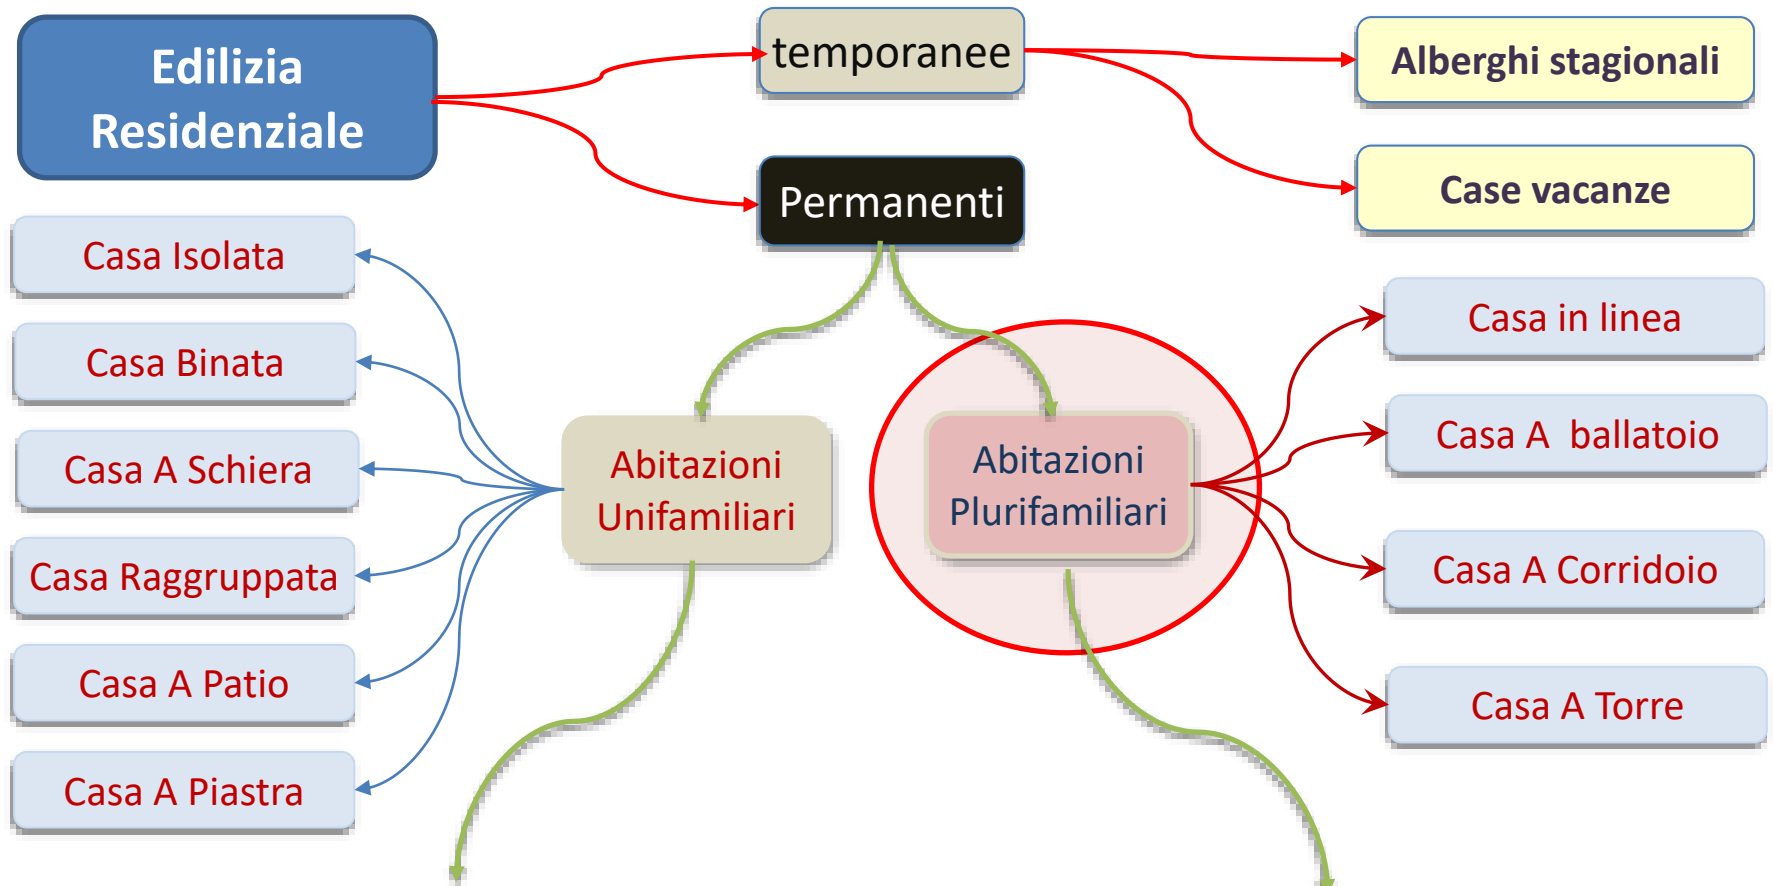 Edilizia
Residenziale
temporanee
Permanenti
Alberghi stagionali
Case vacanze
Casa Isolata
Casa Binata
Casa A Schiera
Casa Raggruppata
Casa A Patio
Casa A Piastra
Abitazioni
Unifamiliari
Abitazioni
Plurifamiliari
Casa in linea
Casa A  ballatoio
Casa A Corridoio
Casa A Torre